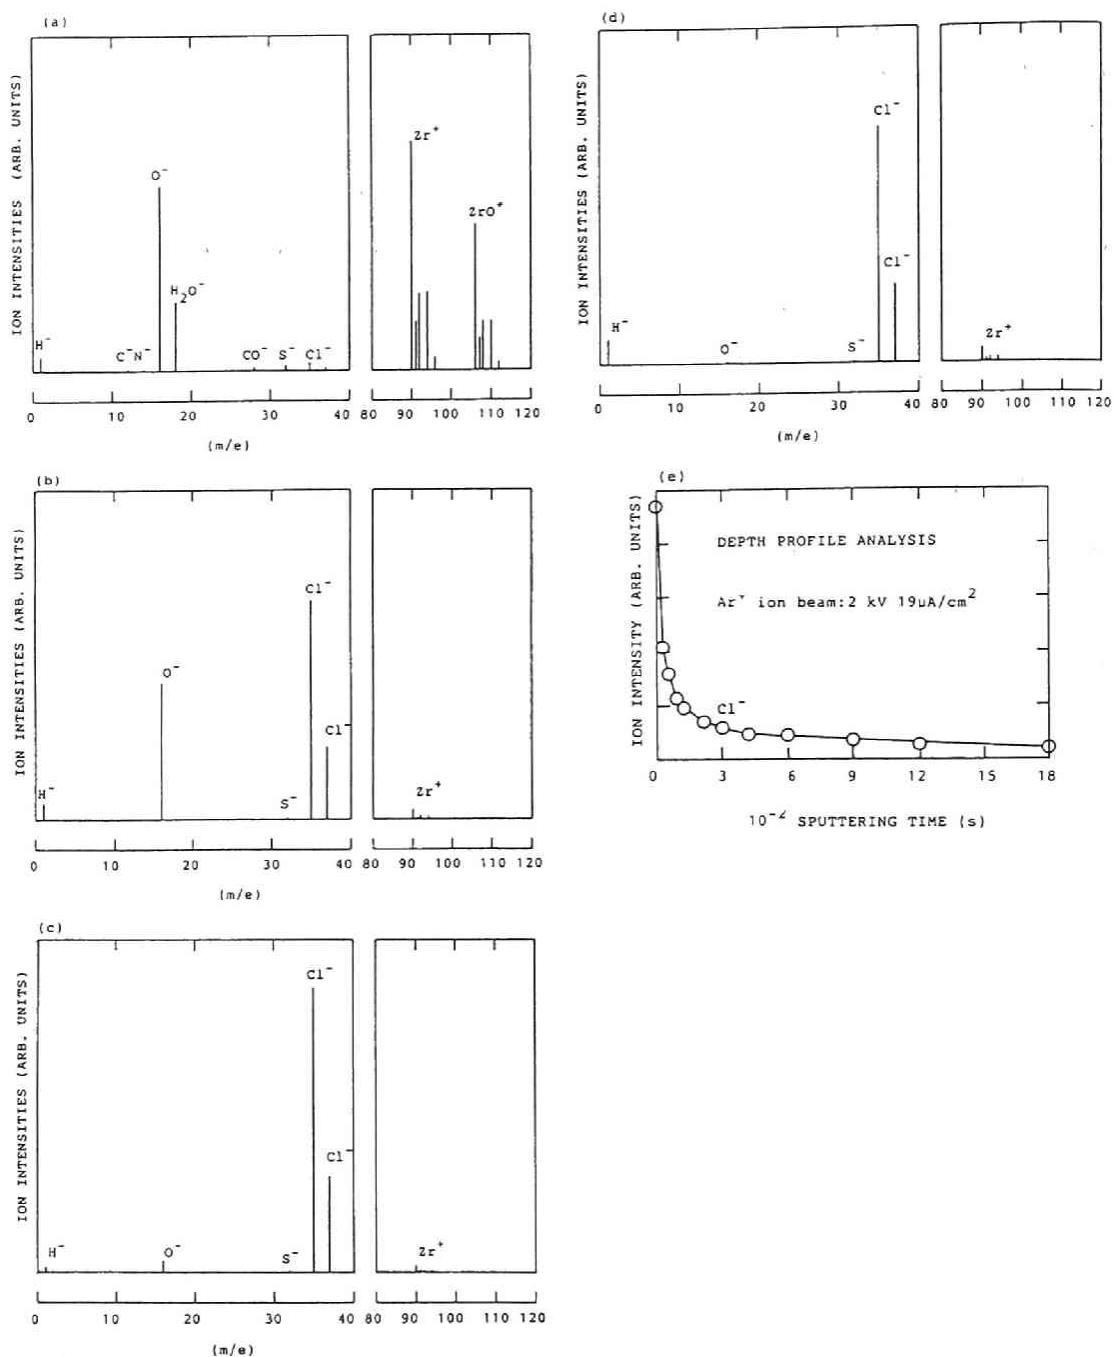 (a)
ION INTENSITIES (ARB. UNITS)
H⁻
C⁻N⁻
O⁻
H₂O⁻
CO⁻
S⁻
Cl⁻
Zr⁺
ZrO⁺
0 10 20 30 40
80 90 100 110 120
(m/e)
(b)
ION INTENSITIES (ARB. UNITS)
H⁻
O⁻
S⁻
Cl⁻
Cl⁻
Zr⁺
0 10 20 30 40
80 90 100 110 120
(m/e)
(c)
ION INTENSITIES (ARB. UNITS)
H⁻
O⁻
S⁻
Cl⁻
Cl⁻
Zr⁺
0 10 20 30 40
80 90 100 110 120
(m/e)
(d)
ION INTENSITIES (ARB. UNITS)
H⁻
O⁻
S⁻
Cl⁻
Cl⁻
Zr⁺
0 10 20 30 40
80 90 100 110 120
(m/e)
(e)
ION INTENSITY (ARB. UNITS)
DEPTH PROFILE ANALYSIS
Ar⁺ ion beam:2 kV 19uA/cm²
Cl⁻
0 3 6 9 12 15 18
10⁻² SPUTTERING TIME (s)